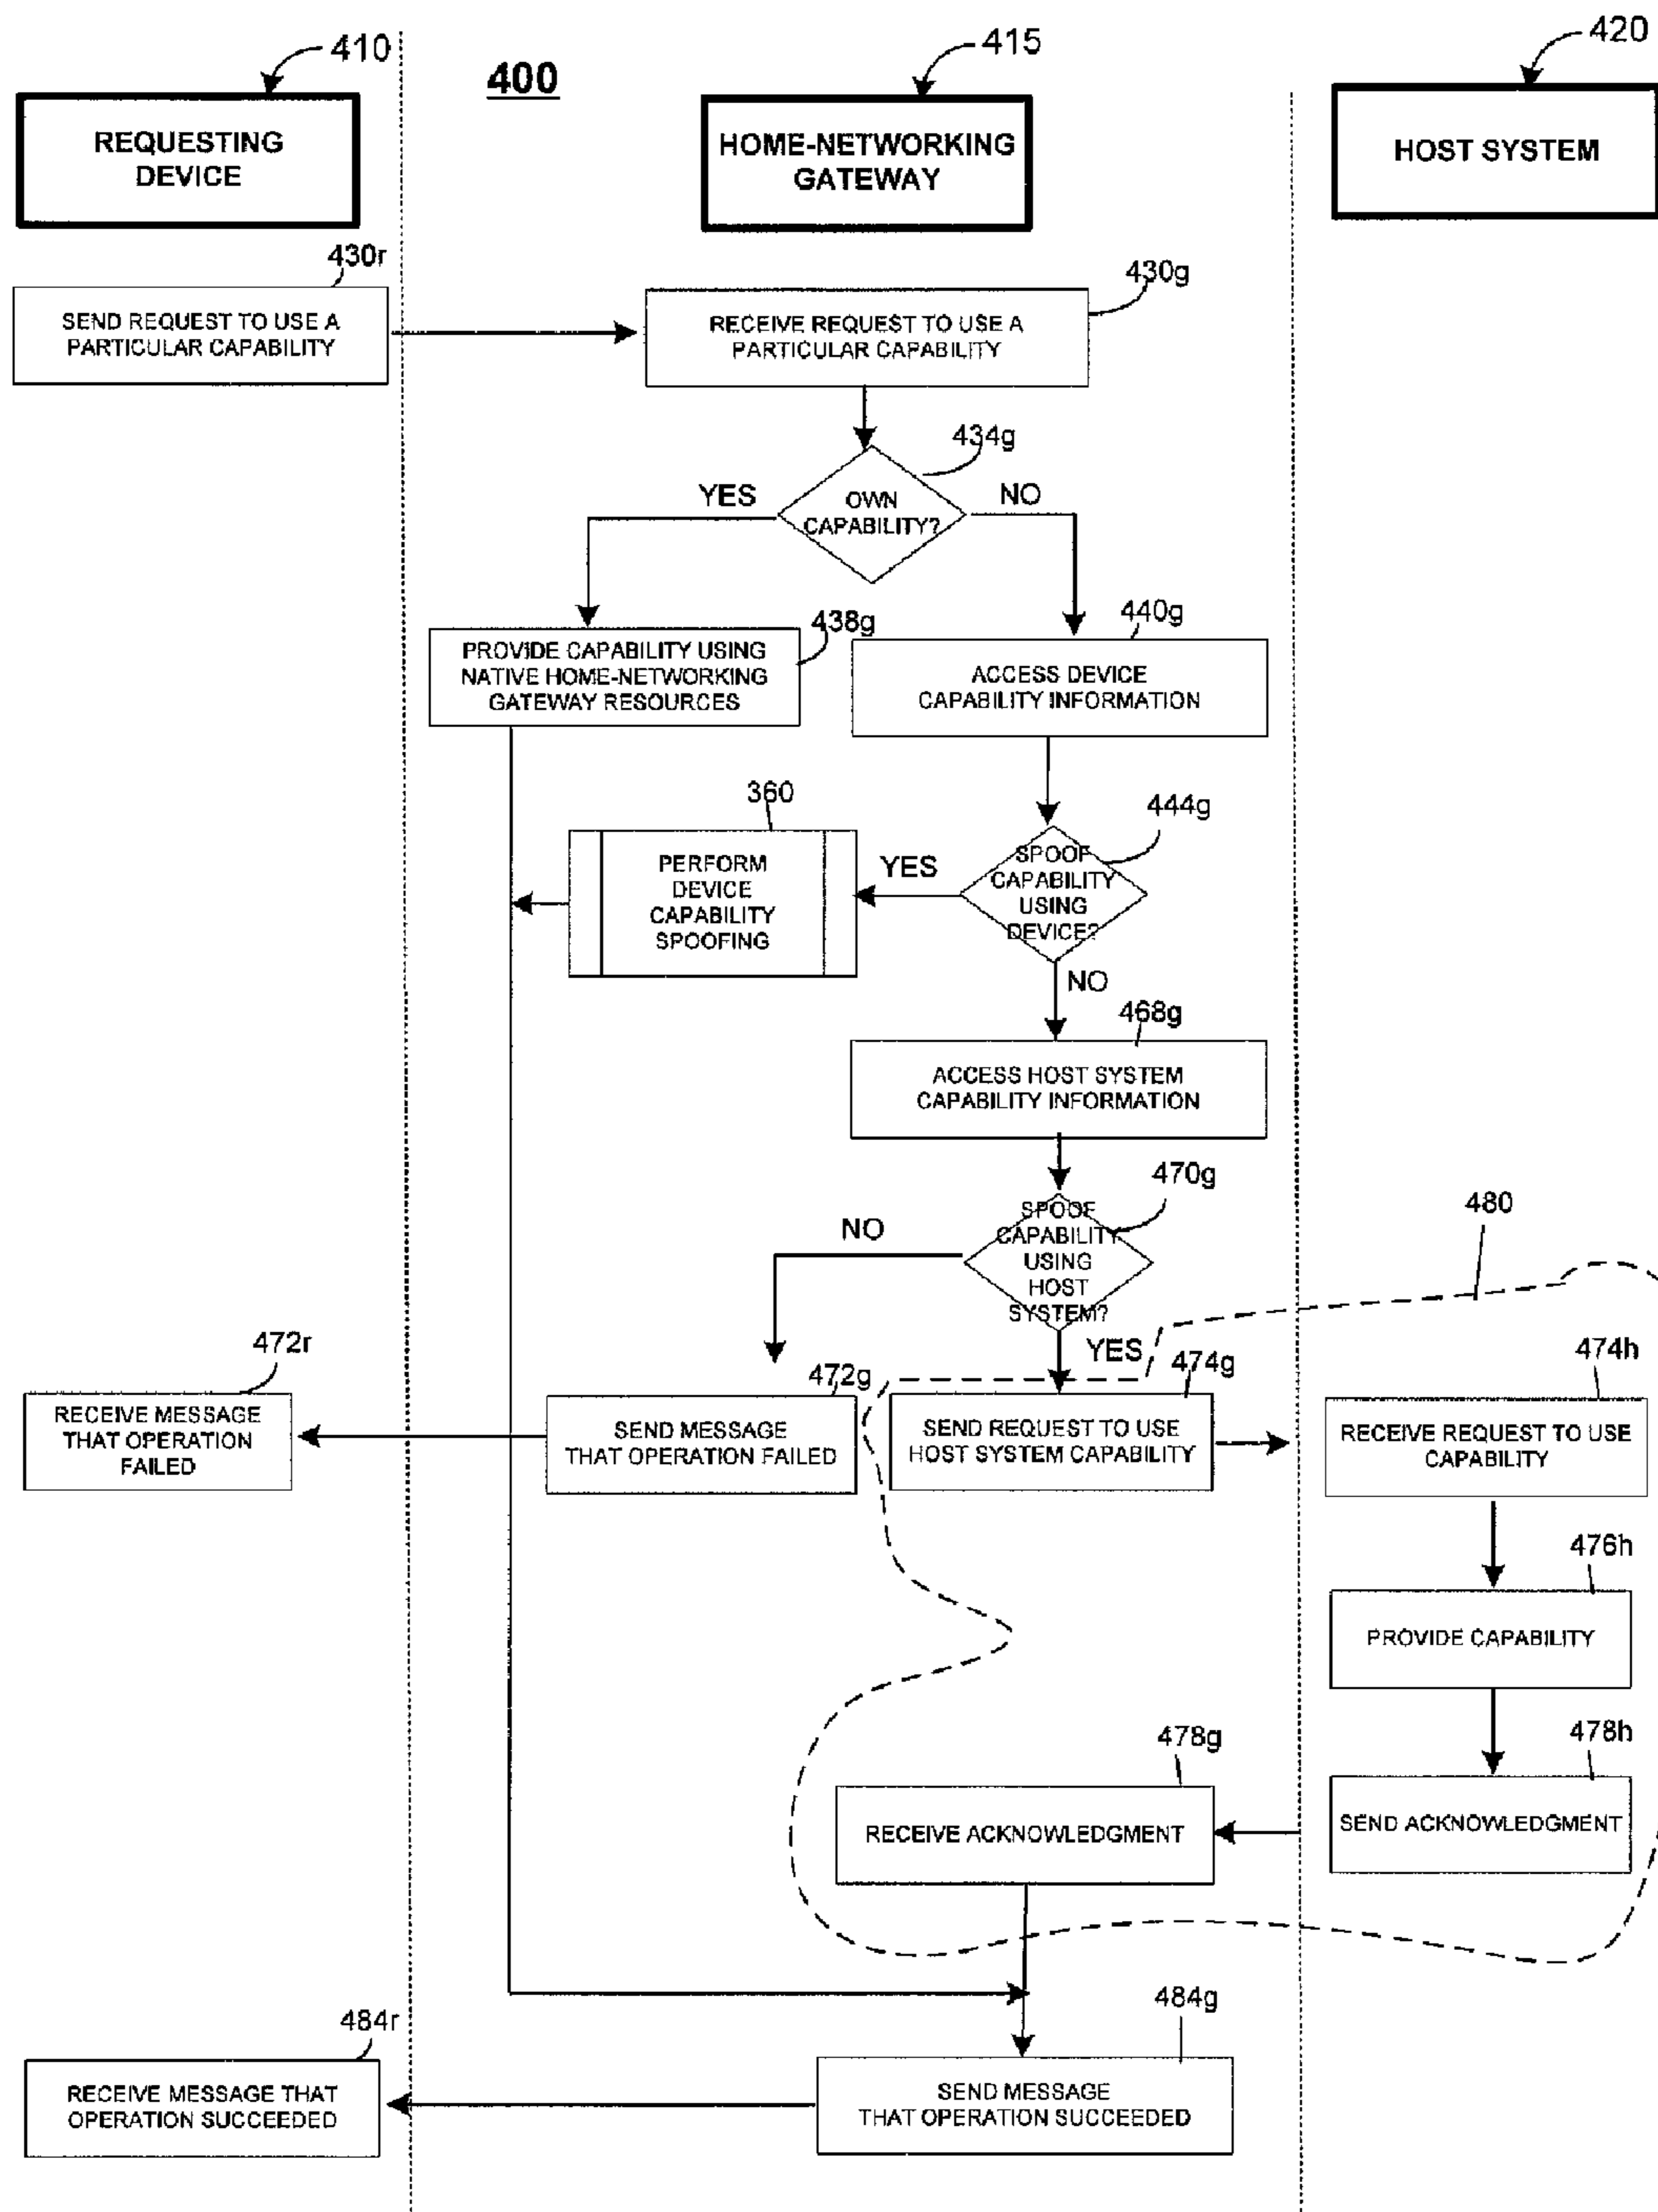 410
415
420
400
REQUESTING
DEVICE
HOME-NETWORKING
GATEWAY
HOST SYSTEM
430r
430g
SEND REQUEST TO USE A
PARTICULAR CAPABILITY
RECEIVE REQUEST TO USE A
PARTICULAR CAPABILITY
434g
YES
OWN
CAPABILITY?
NO
438g
440g
PROVIDE CAPABILITY USING
NATIVE HOME-NETWORKING
GATEWAY RESOURCES
ACCESS DEVICE
CAPABILITY INFORMATION
360
444g
PERFORM
DEVICE
CAPABILITY
SPOOFING
YES
SPOOF
CAPABILITY
USING
DEVICE?
NO
468g
ACCESS HOST SYSTEM
CAPABILITY INFORMATION
470g
480
NO
SPOOF
CAPABILITY
USING
HOST
SYSTEM?
YES
472r
472g
474g
474h
RECEIVE MESSAGE
THAT OPERATION
FAILED
SEND MESSAGE
THAT OPERATION FAILED
SEND REQUEST TO USE
HOST SYSTEM CAPABILITY
RECEIVE REQUEST TO USE
CAPABILITY
476h
PROVIDE CAPABILITY
478g
478h
RECEIVE ACKNOWLEDGMENT
SEND ACKNOWLEDGMENT
484r
484g
RECEIVE MESSAGE THAT
OPERATION SUCCEEDED
SEND MESSAGE
THAT OPERATION SUCCEEDED